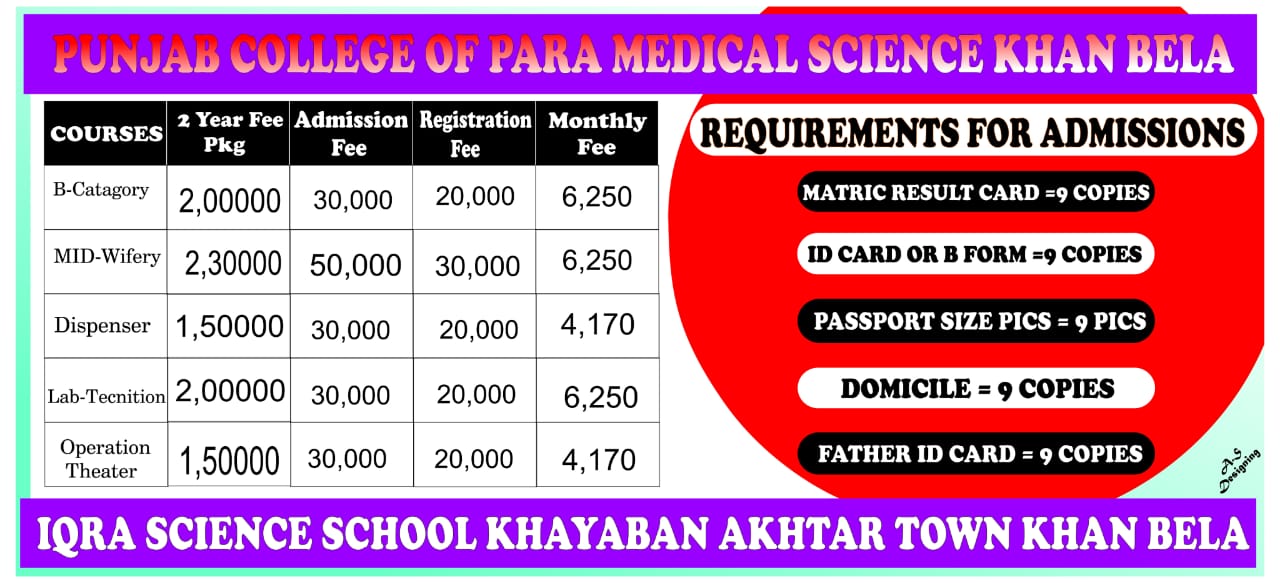 PUNJAB COLLEGE OF PARA MEDICAL SCIENCE KHAN BELA
COURSES 2 Year Fee Pkg Admission Fee Registration Fee Monthly Fee
B-Catagory 2,00000 30,000 20,000 6,250
MID-Wifery 2,30000 50,000 30,000 6,250
Dispenser 1,50000 30,000 20,000 4,170
Lab-Tecnition 2,00000 30,000 20,000 6,250
Operation Theater 1,50000 30,000 20,000 4,170
REQUIREMENTS FOR ADMISSIONS
MATRIC RESULT CARD =9 COPIES
ID CARD OR B FORM =9 COPIES
PASSPORT SIZE PICS = 9 PICS
DOMICILE = 9 COPIES
FATHER ID CARD = 9 COPIES
A-S
Designing
IQRA SCIENCE SCHOOL KHAYABAN AKHTAR TOWN KHAN BELA